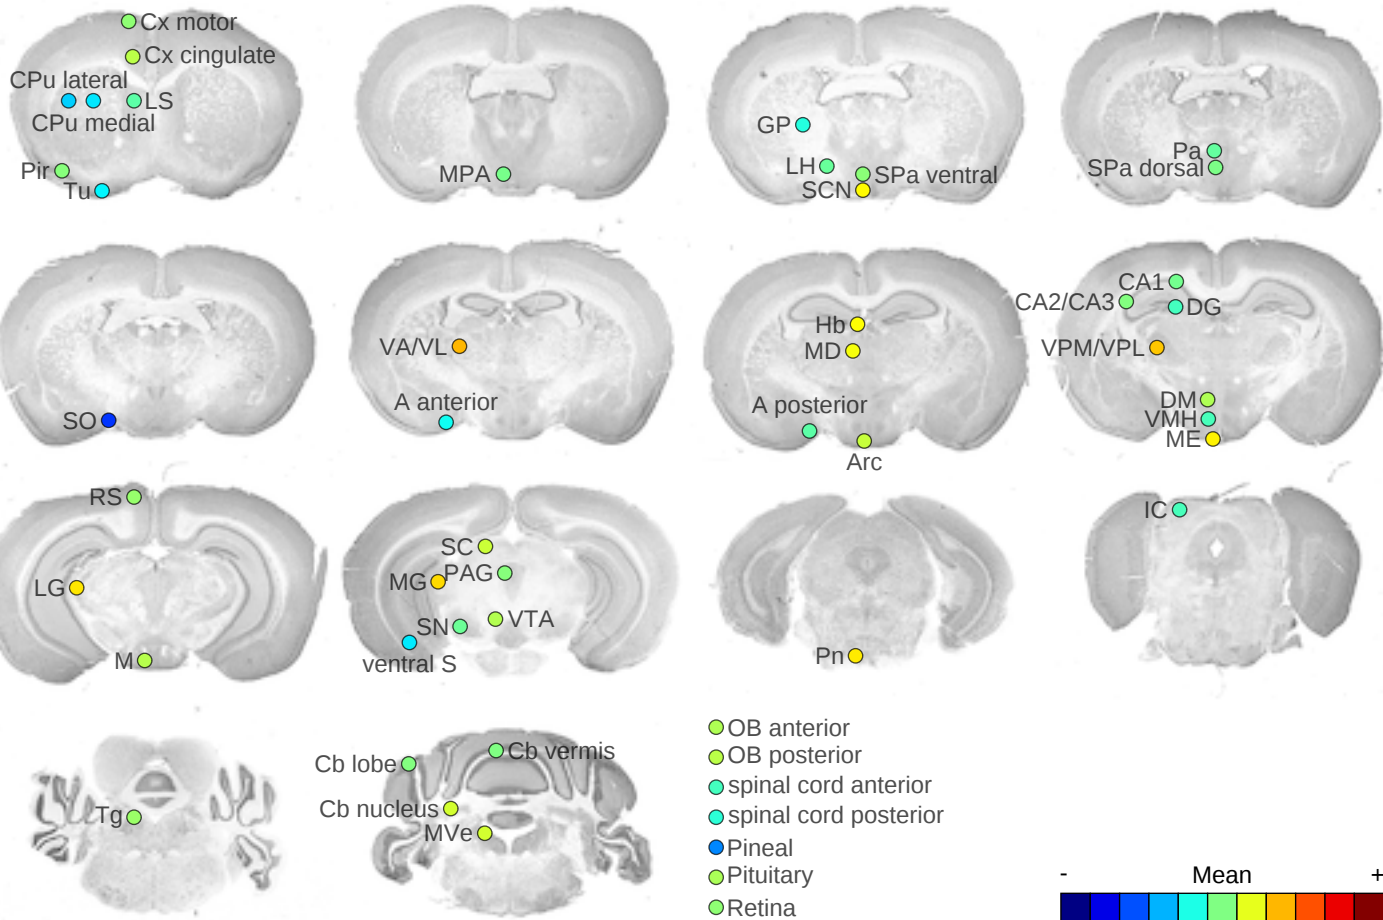 Cx motor
Cx cingulate
CPu lateral
LS
CPu medial
Pir
Tu
MPA
GP
LH
SPa ventral
SCN
Pa
SPa dorsal
SO
VA/VL
A anterior
Hb
MD
A posterior
Arc
CA1
CA2/CA3
DG
VPM/VPL
DM
VMH
ME
RS
LG
M
SC
MG
PAG
SN
VTA
ventral S
Pn
IC
Tg
Cb lobe
Cb vermis
Cb nucleus
MVe
OB anterior
OB posterior
spinal cord anterior
spinal cord posterior
Pineal
Pituitary
Retina
- Mean +